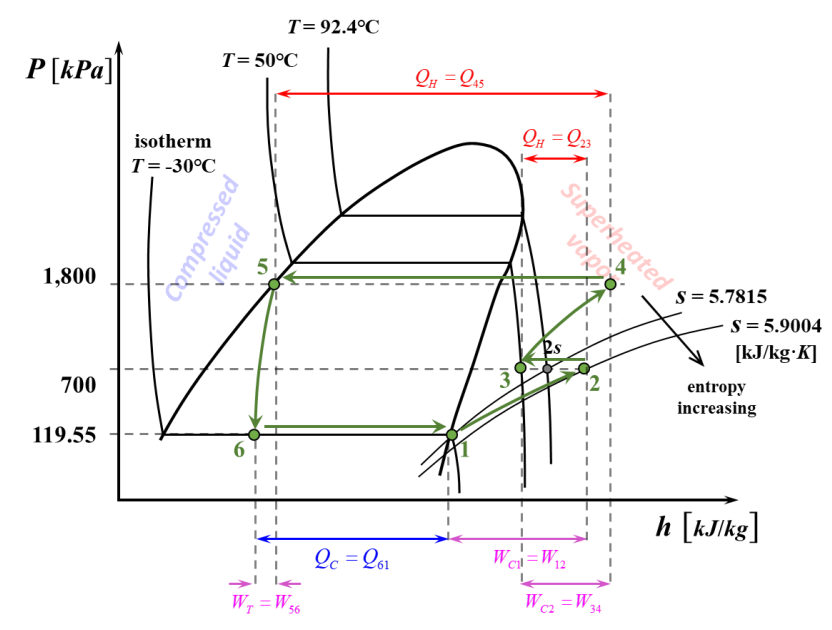 T = 92.4°C
T = 50°C
P [kPa]
Q_H = Q_45
isotherm
T = -30°C
Q_H = Q_23
Compressed
liquid
Superheated
vapor
5
4
1,800
s = 5.7815
s = 5.9004
[kJ/kg·K]
2s
3
2
700
entropy
increasing
119.55
6
1
h [kJ/kg]
Q_C = Q_61
W_C1 = W_12
W_T = W_56
W_C2 = W_34